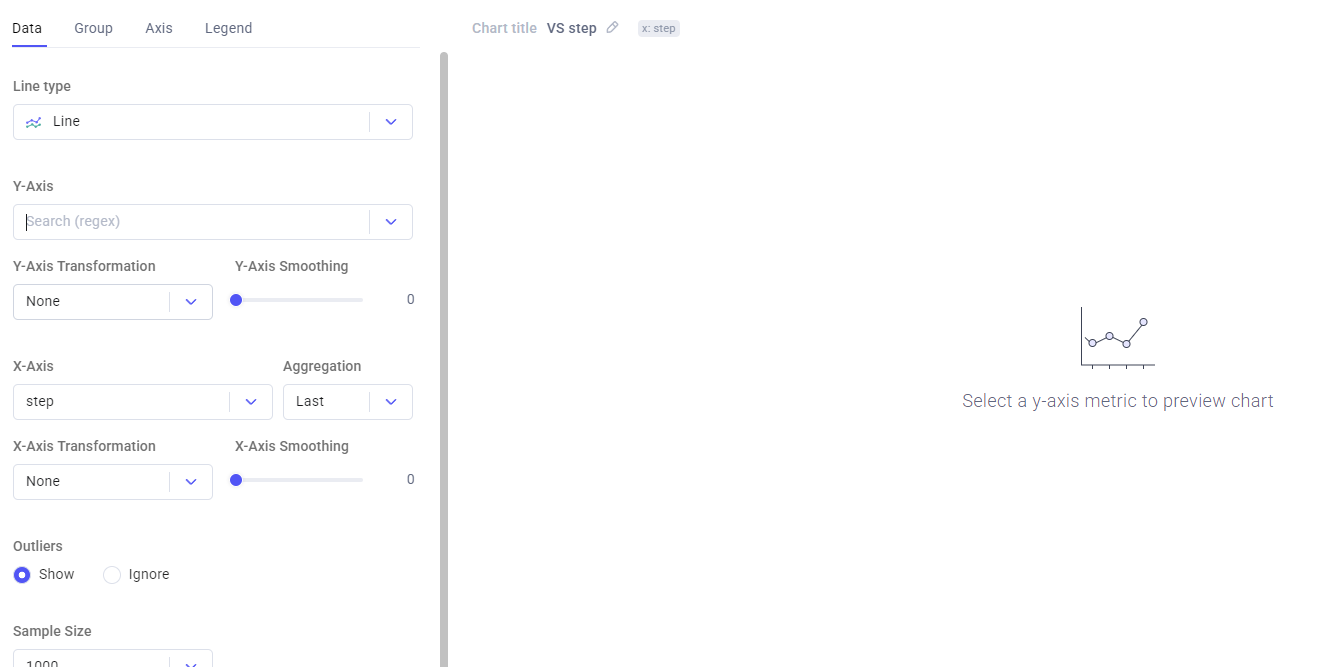 Data Group Axis Legend
Chart title VS step x: step
Line type
Line
Y-Axis
Search (regex)
Y-Axis Transformation Y-Axis Smoothing
None 0
X-Axis Aggregation
step Last
X-Axis Transformation X-Axis Smoothing
None 0
Outliers
Show Ignore
Sample Size
1000
Select a y-axis metric to preview chart